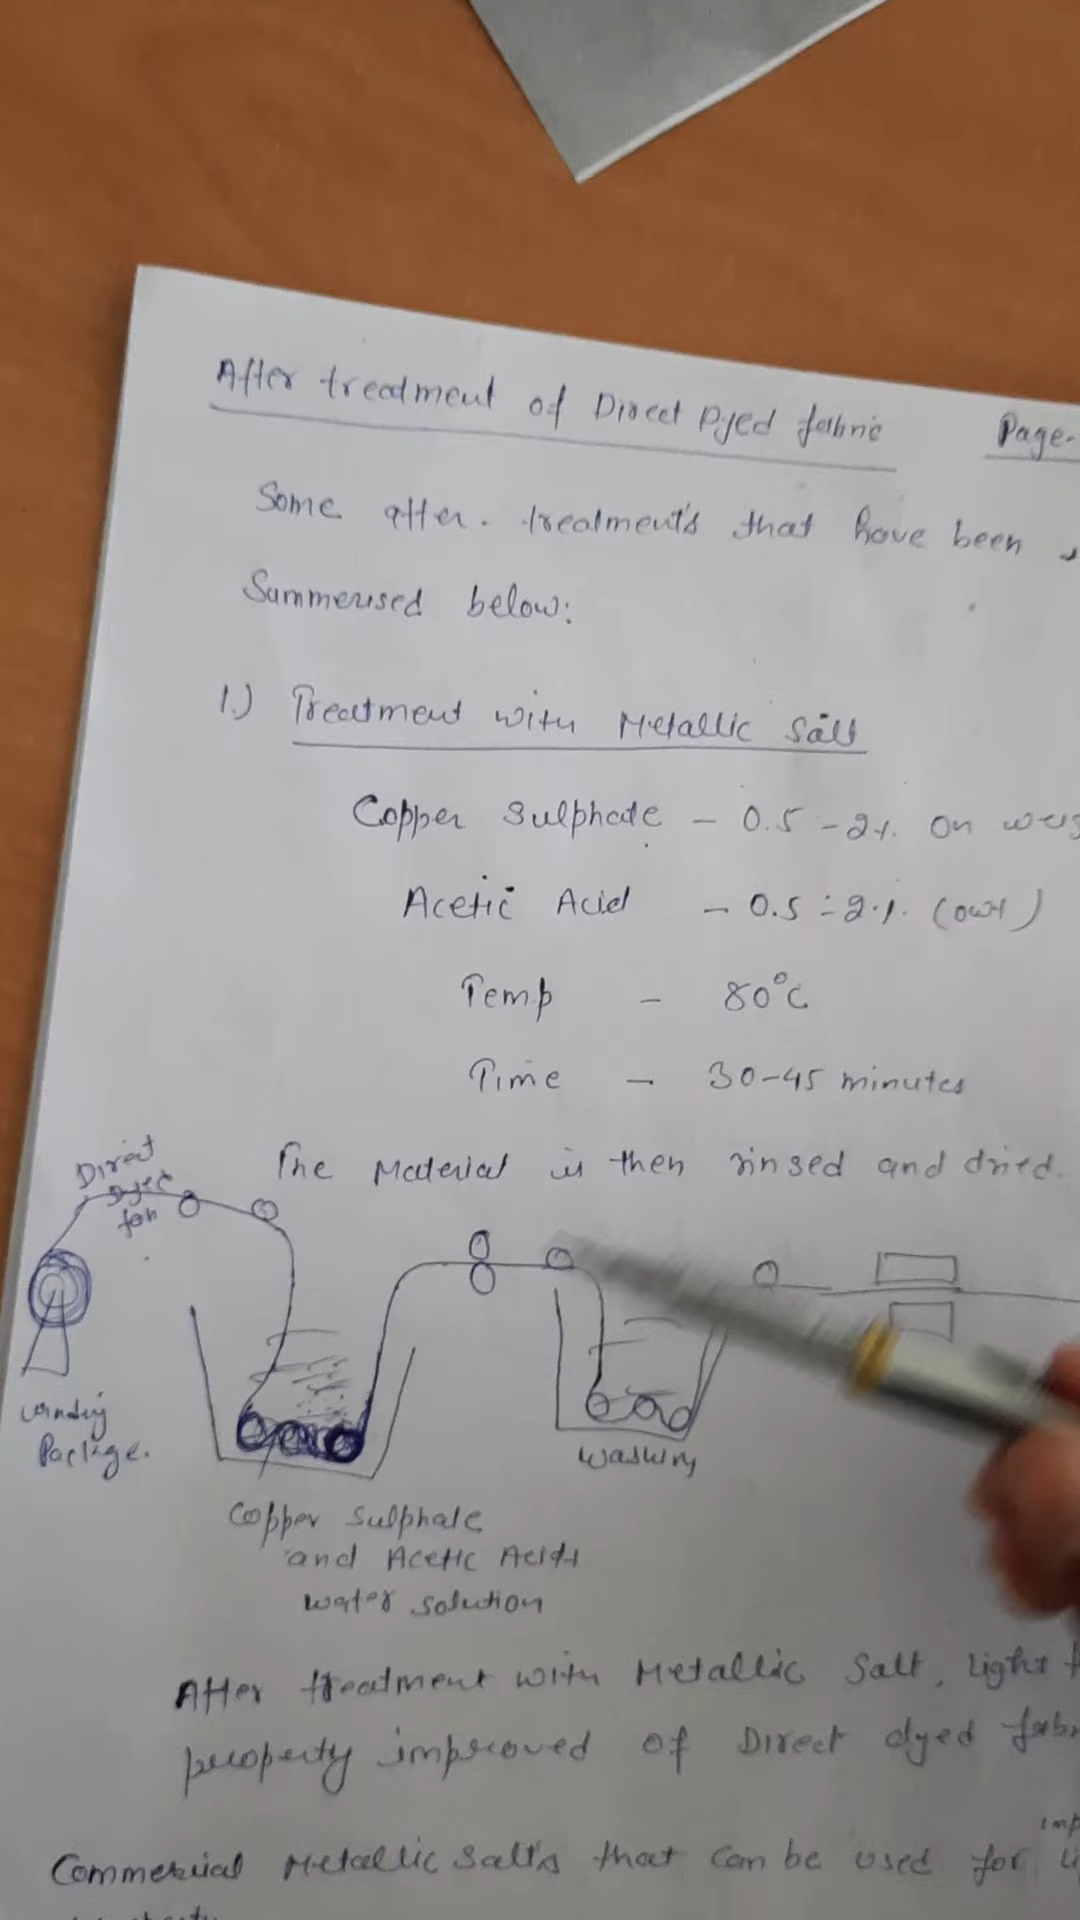 After treatment of Direct Dyed fabric
Page-
Some after. treatment's that have been
Summerised below:
1.) Treatment with Metallic Salt
Copper Sulphate - 0.5 - 2%. on
Acetic Acid - 0.5 - 2%. (owt)
Temp - 80°C
Time - 30-45 minutes
The Material is then rinsed and dried.
Direct
Dyed
Winding
Package.
Washing
Copper Sulphate
and Acetic Acid
water solution
After treatment with Metallic Salt, light
property improved of Direct dyed
Commercial Metallic Salt's that can be used for